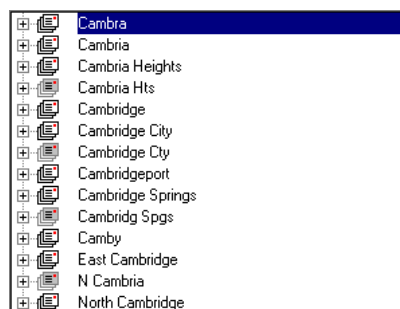 Cambra
Cambria
Cambria Heights
Cambria Hts
Cambridge
Cambridge City
Cambridge Cty
Cambridgeport
Cambridge Springs
Cambridg Spgs
Camby
East Cambridge
N Cambria
North Cambridge